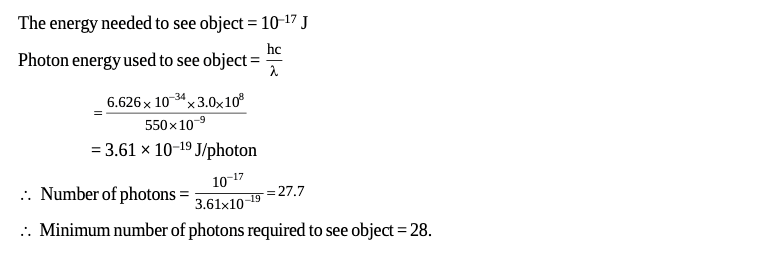 The energy needed to see object = 10⁻¹⁷ J
Photon energy used to see object = hc/λ
= 6.626 × 10⁻³⁴ × 3.0×10⁸ / 550×10⁻⁹
= 3.61 × 10⁻¹⁹ J/photon
∴ Number of photons = 10⁻¹⁷ / 3.61×10⁻¹⁹ = 27.7
∴ Minimum number of photons required to see object = 28.